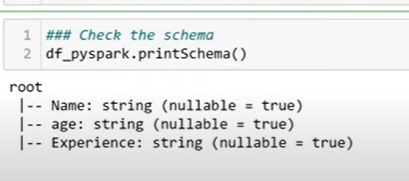 1 ### Check the schema
2 df_pyspark.printSchema()
root
|-- Name: string (nullable = true)
|-- age: string (nullable = true)
|-- Experience: string (nullable = true)